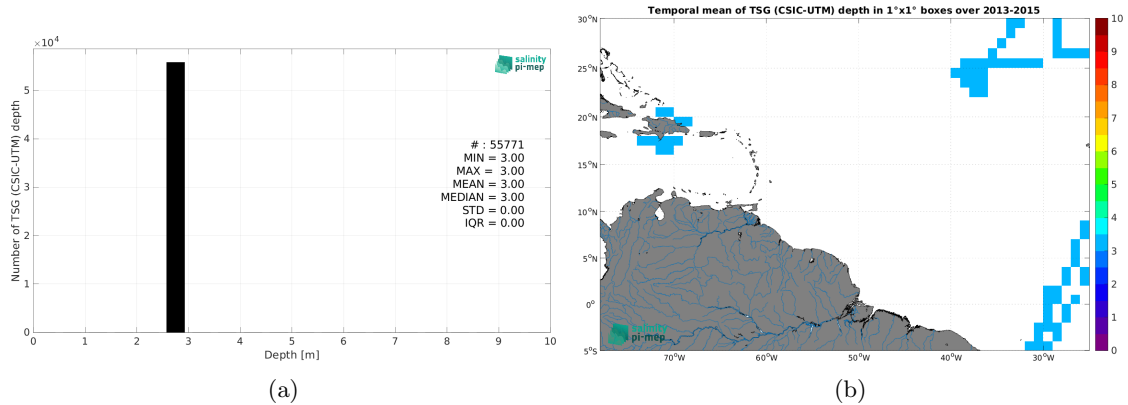 ×10⁴
5
4
3
2
1
0
Number of TSG (CSIC-UTM) depth
0 1 2 3 4 5 6 7 8 9 10
Depth [m]
salinity
pi-mep
# : 55771
MIN = 3.00
MAX = 3.00
MEAN = 3.00
MEDIAN = 3.00
STD = 0.00
IQR = 0.00
(a)
Temporal mean of TSG (CSIC-UTM) depth in 1°x1° boxes over 2013-2015
30°N
25°N
20°N
15°N
10°N
5°N
0°
5°S
70°W 60°W 50°W 40°W 30°W
salinity
pi-mep
10
9
8
7
6
5
4
3
2
1
0
(b)